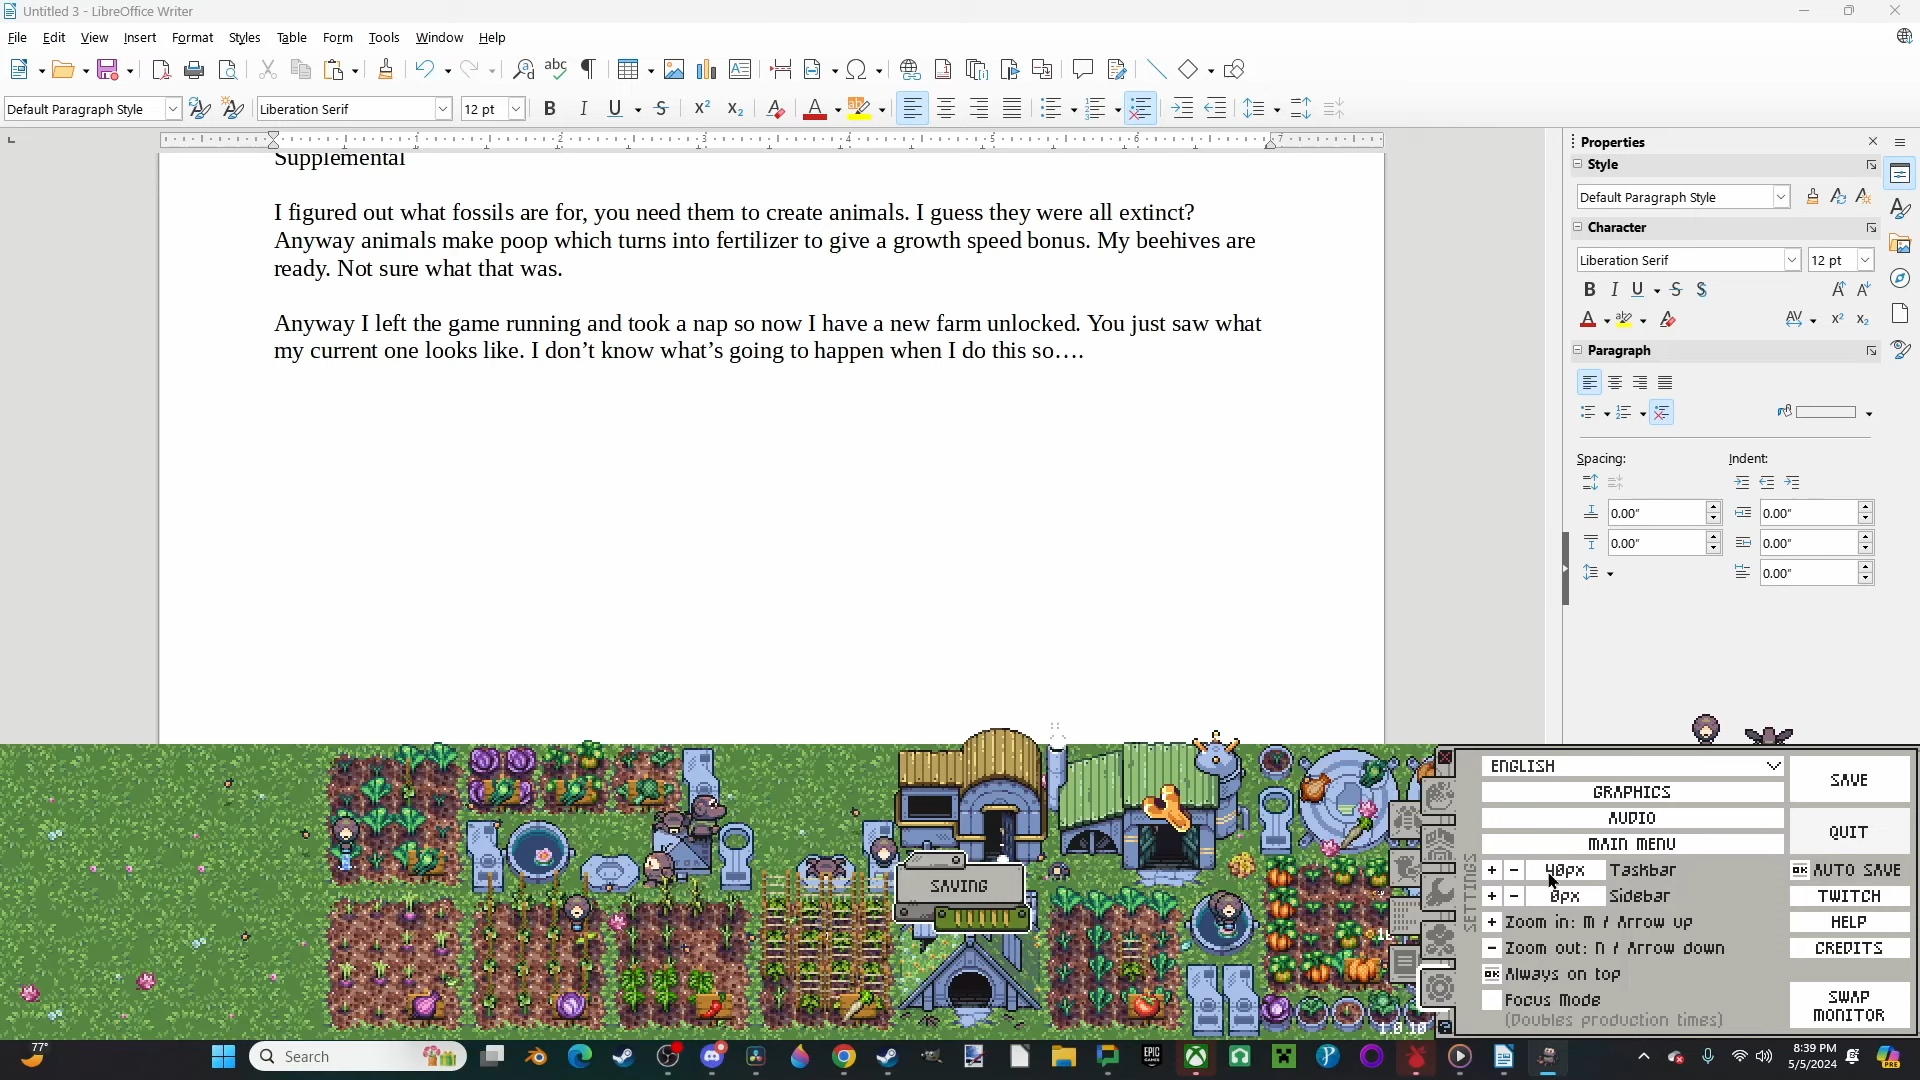 Untitled 3 - LibreOffice Writer
File Edit View Insert Format Styles Table Form Tools Window Help
Default Paragraph Style
Liberation Serif
12 pt
Supplemental
I figured out what fossils are for, you need them to create animals. I guess they were all extinct?
Anyway animals make poop which turns into fertilizer to give a growth speed bonus. My beehives are
ready. Not sure what that was.
Anyway I left the game running and took a nap so now I have a new farm unlocked. You just saw what
my current one looks like. I don’t know what’s going to happen when I do this so….
Properties
Style
Default Paragraph Style
Character
Liberation Serif
12 pt
Paragraph
Spacing:
Indent:
0.00"
0.00"
0.00"
0.00"
0.00"
SAVING
1.0.10
SETTINGS
ENGLISH
GRAPHICS
AUDIO
MAIN MENU
+ - 40px Taskbar
+ - 0px Sidebar
+ Zoom in: M / Arrow up
- Zoom out: N / Arrow down
OK Always on top
Focus Mode
(Doubles production times)
SAVE
QUIT
OK AUTO SAVE
TWITCH
HELP
CREDITS
SWAP
MONITOR
77°
Search
EPIC
GAMES
8:39 PM
5/5/2024
PRE